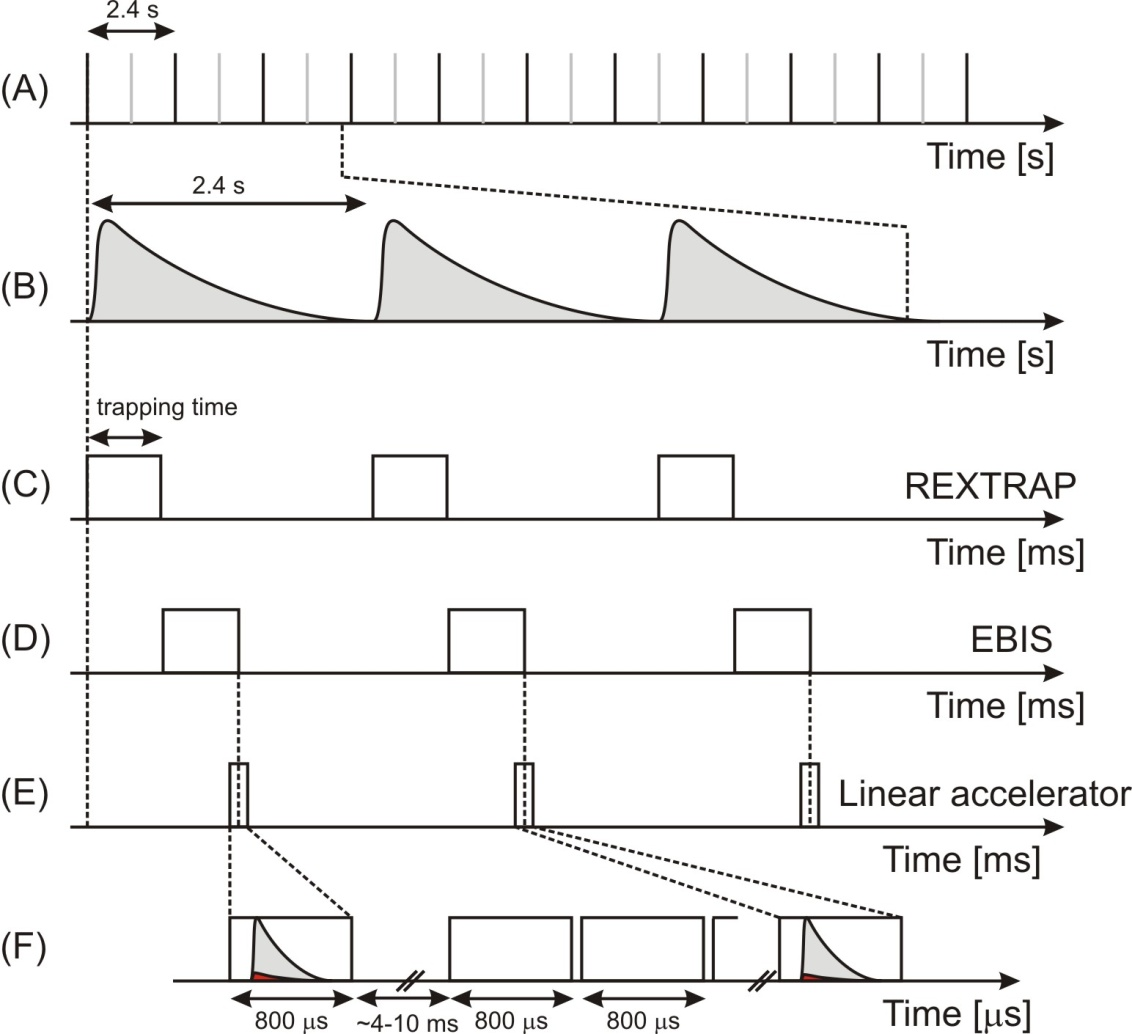 2.4 s
(A)
Time [s]
2.4 s
(B)
Time [s]
trapping time
(C)
REXTRAP
Time [ms]
(D)
EBIS
Time [ms]
(E)
Linear accelerator
Time [ms]
(F)
800 μs
~4-10 ms
800 μs
800 μs
Time [μs]